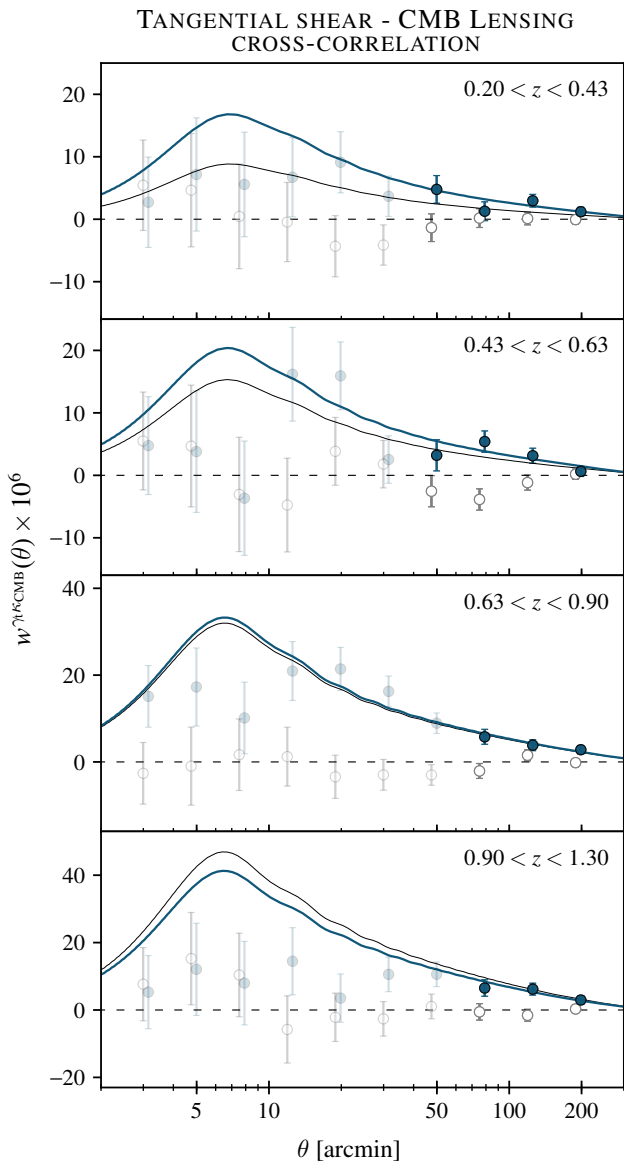 TANGENTIAL SHEAR - CMB LENSING
CROSS-CORRELATION
0.20 < z < 0.43
20
10
0
−10
0.43 < z < 0.63
20
10
0
−10
0.63 < z < 0.90
40
20
0
0.90 < z < 1.30
40
20
0
−20
w^{γ_t κ_CMB}(θ) × 10^6
5 10 50 100 200
θ [arcmin]